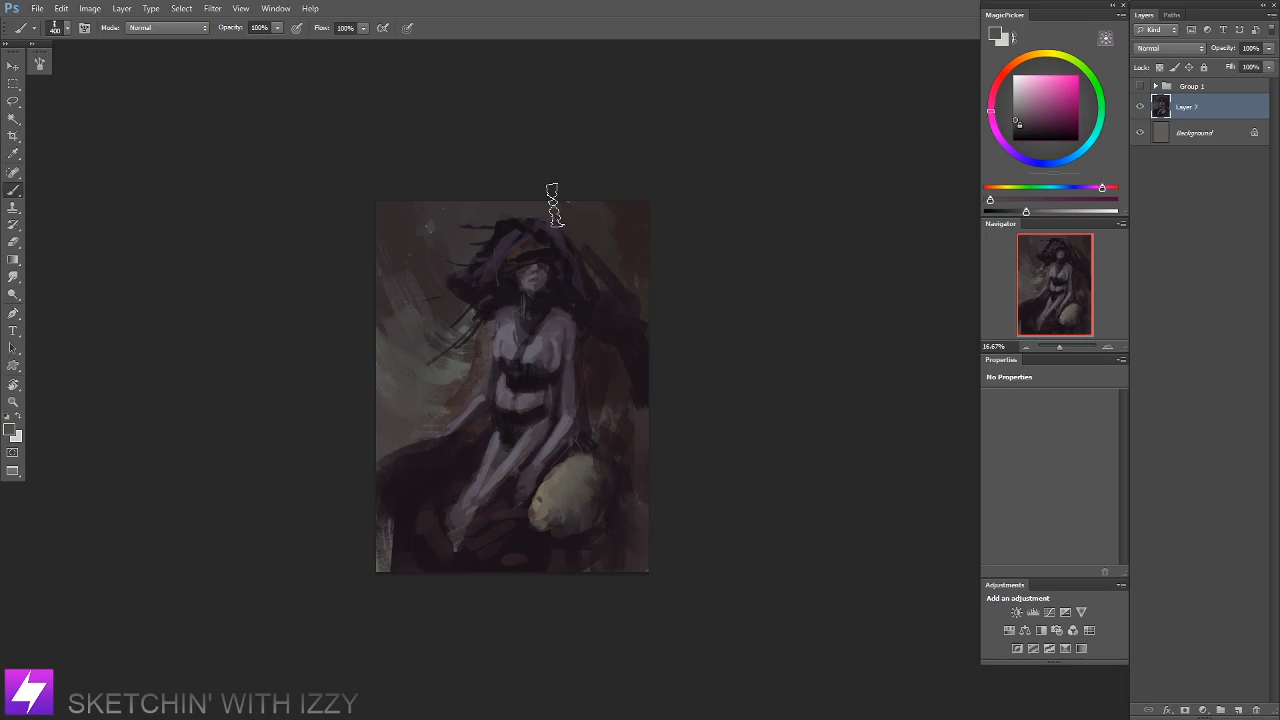 Ps File Edit Image Layer Type Select Filter View Window Help
400 Mode: Normal Opacity: 100% Flow: 100%
MagicPicker
Navigator
16.67%
Properties
No Properties
Adjustments
Add an adjustment
Layers Paths
Kind
Normal Opacity: 100%
Lock: Fill: 100%
Group 1
Layer 7
Background
SKETCHIN' WITH IZZY